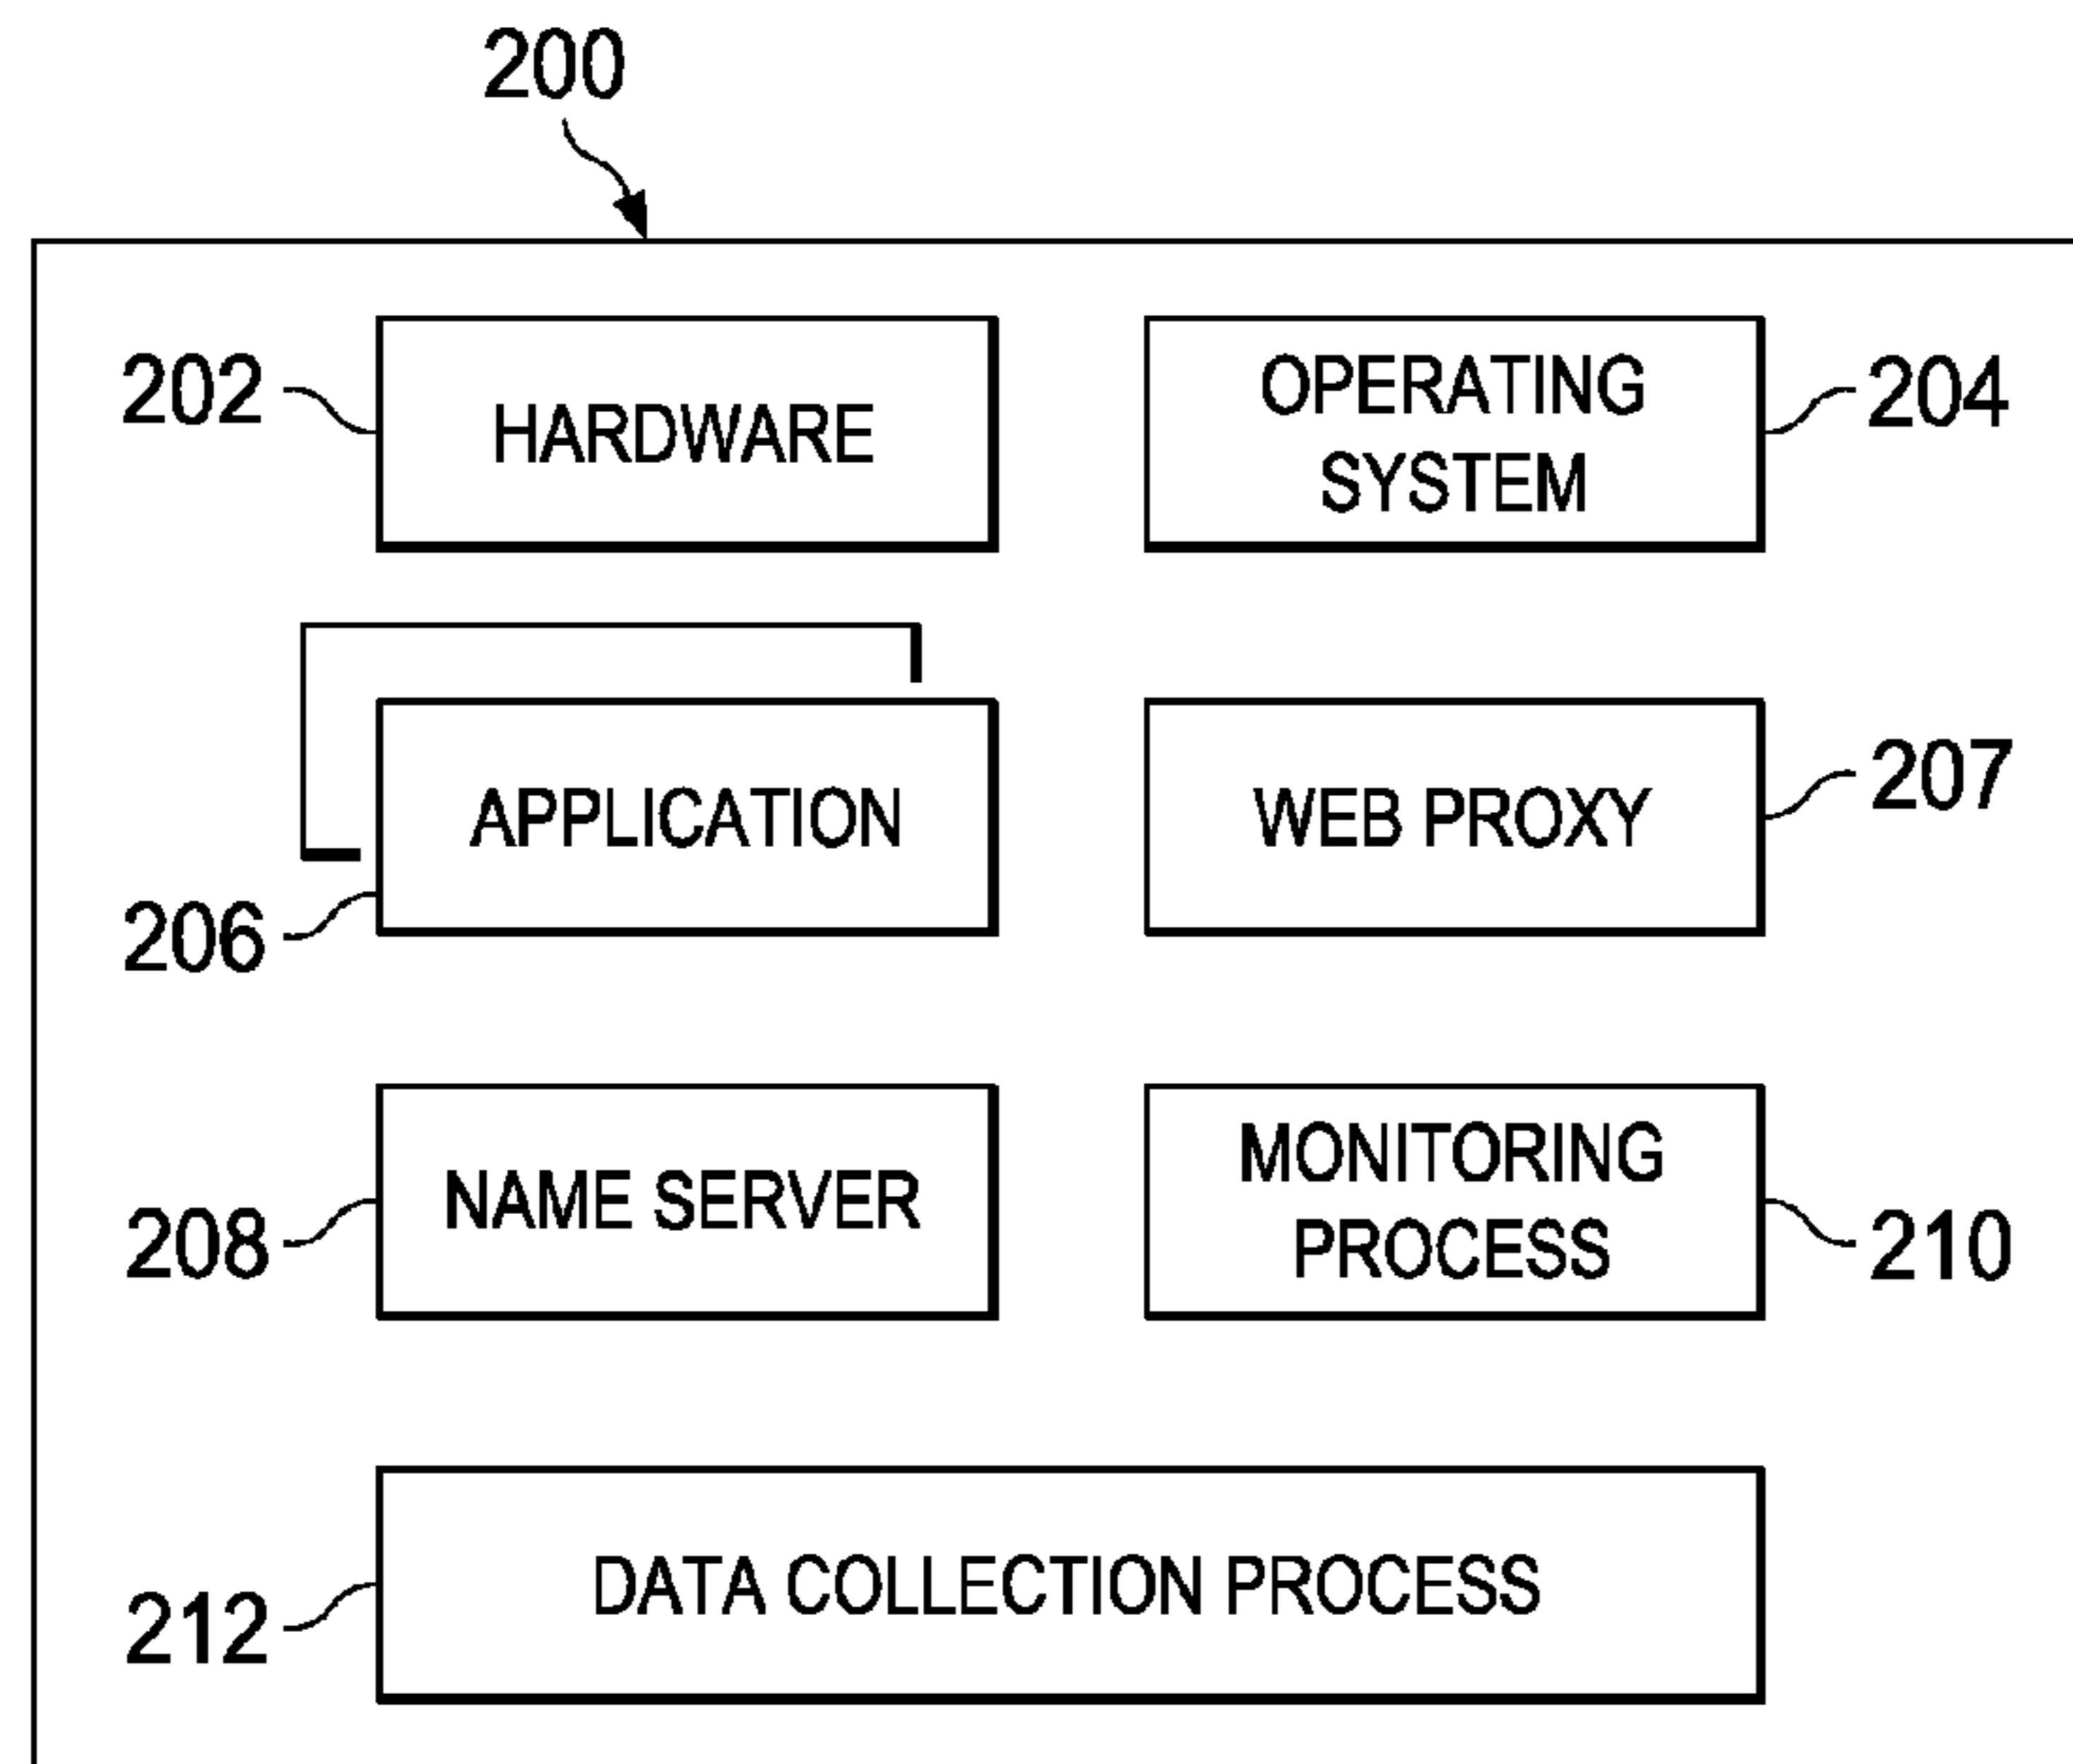 200
202
HARDWARE
OPERATING
SYSTEM
204
APPLICATION
206
WEB PROXY
207
NAME SERVER
208
MONITORING
PROCESS
210
DATA COLLECTION PROCESS
212